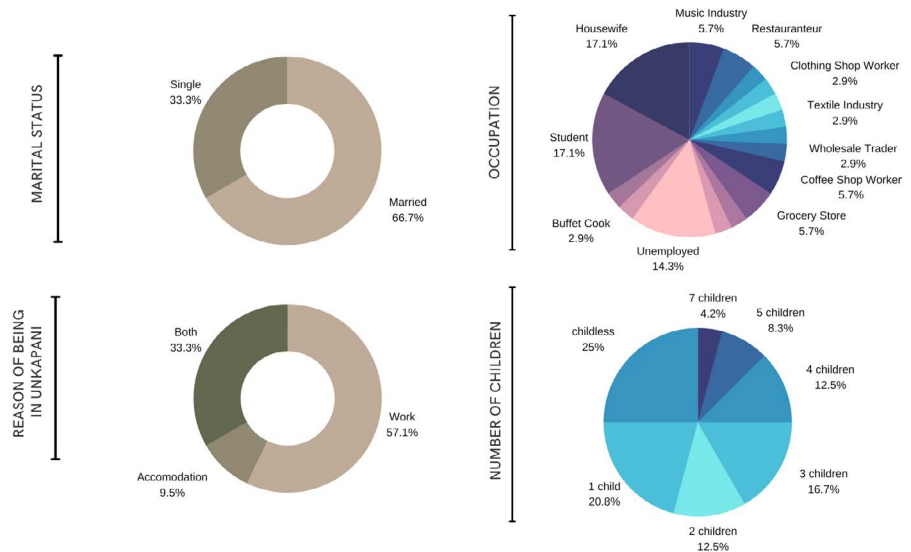 MARITAL STATUS
Single
33.3%
Married
66.7%
OCCUPATION
Music Industry
5.7%
Restauranteur
5.7%
Clothing Shop Worker
2.9%
Textile Industry
2.9%
Wholesale Trader
2.9%
Coffee Shop Worker
5.7%
Grocery Store
5.7%
Unemployed
14.3%
Buffet Cook
2.9%
Student
17.1%
Housewife
17.1%
REASON OF BEING
IN UNKAPANI
Both
33.3%
Work
57.1%
Accomodation
9.5%
NUMBER OF CHILDREN
7 children
4.2%
5 children
8.3%
4 children
12.5%
3 children
16.7%
2 children
12.5%
1 child
20.8%
childless
25%